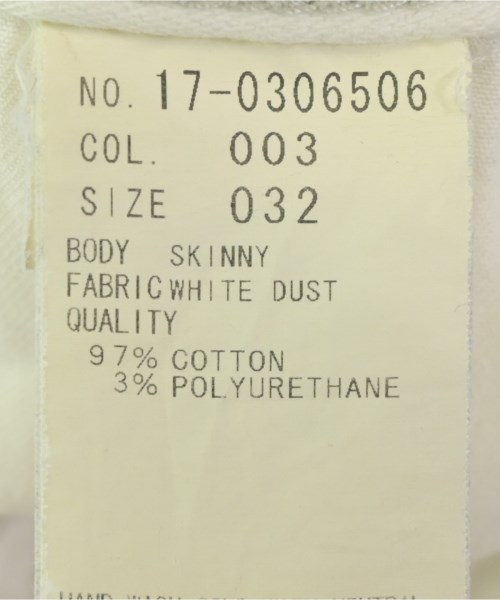 NO. 17-0306506
COL. 003
SIZE 032
BODY SKINNY
FABRIC WHITE DUST
QUALITY
97% COTTON
3% POLYURETHANE